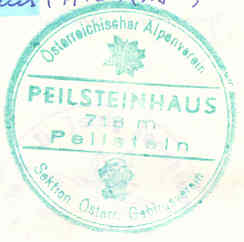 Österreichischer Alpenverein
PEILSTEINHAUS
718 m
Peilstein
Sektion Österr. Gebirgsverein